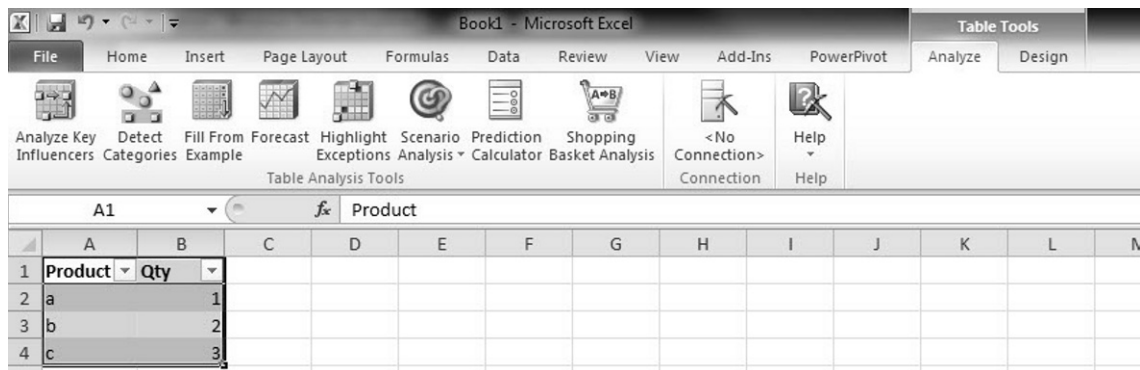 Book1 - Microsoft Excel
Table Tools
File Home Insert Page Layout Formulas Data Review View Add-Ins PowerPivot Analyze Design
A⇒B
Analyze Key Detect Fill From Forecast Highlight Scenario Prediction Shopping <No Help
Influencers Categories Example Exceptions Analysis Calculator Basket Analysis Connection>
Table Analysis Tools Connection Help
A1 fx Product
A B C D E F G H I J K L
1 Product Qty
2 a 1
3 b 2
4 c 3